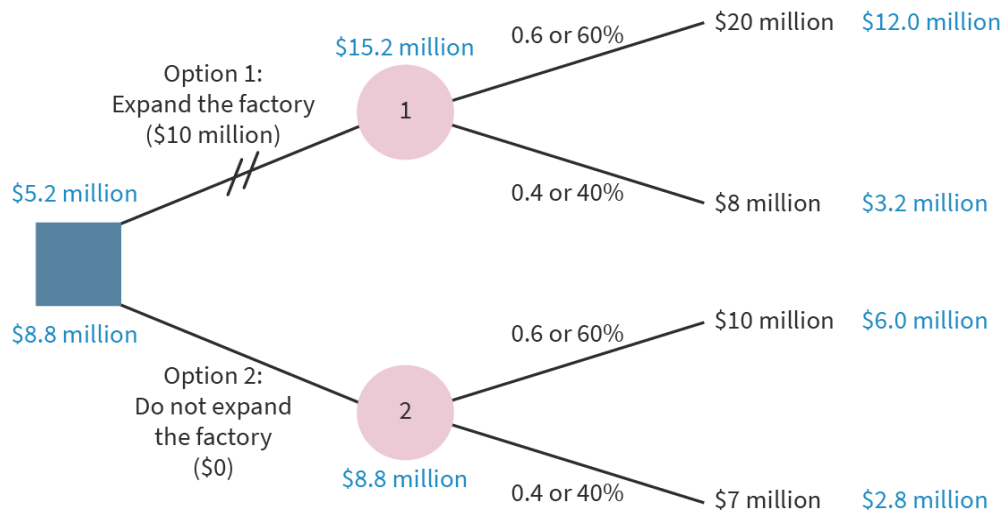 0.6 or 60%
$20 million
$12.0 million
$15.2 million
Option 1:
Expand the factory
($10 million)
1
0.4 or 40%
$8 million
$3.2 million
$5.2 million
$8.8 million
0.6 or 60%
$10 million
$6.0 million
Option 2:
Do not expand
the factory
($0)
2
$8.8 million
0.4 or 40%
$7 million
$2.8 million